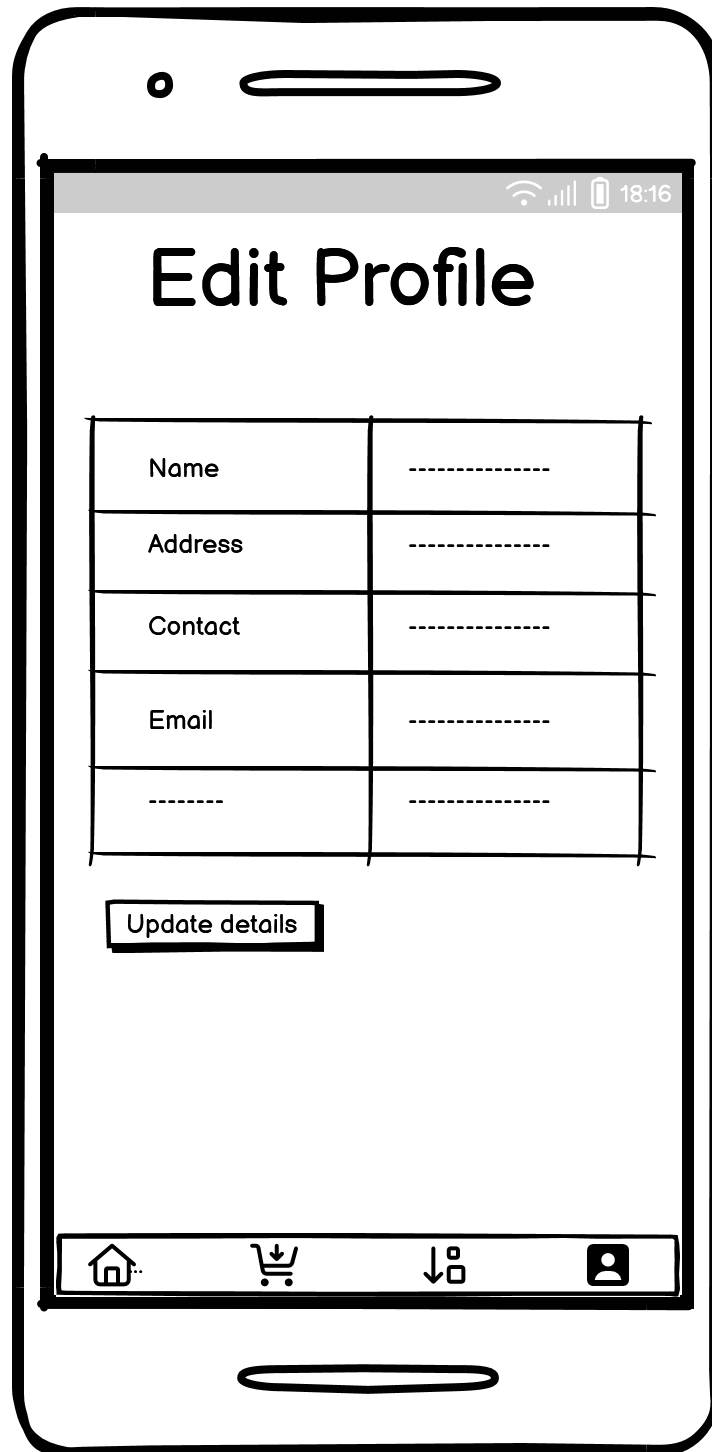 18:16
Edit Profile
Name ---------------
Address ---------------
Contact ---------------
Email ---------------
-------- ---------------
Update details